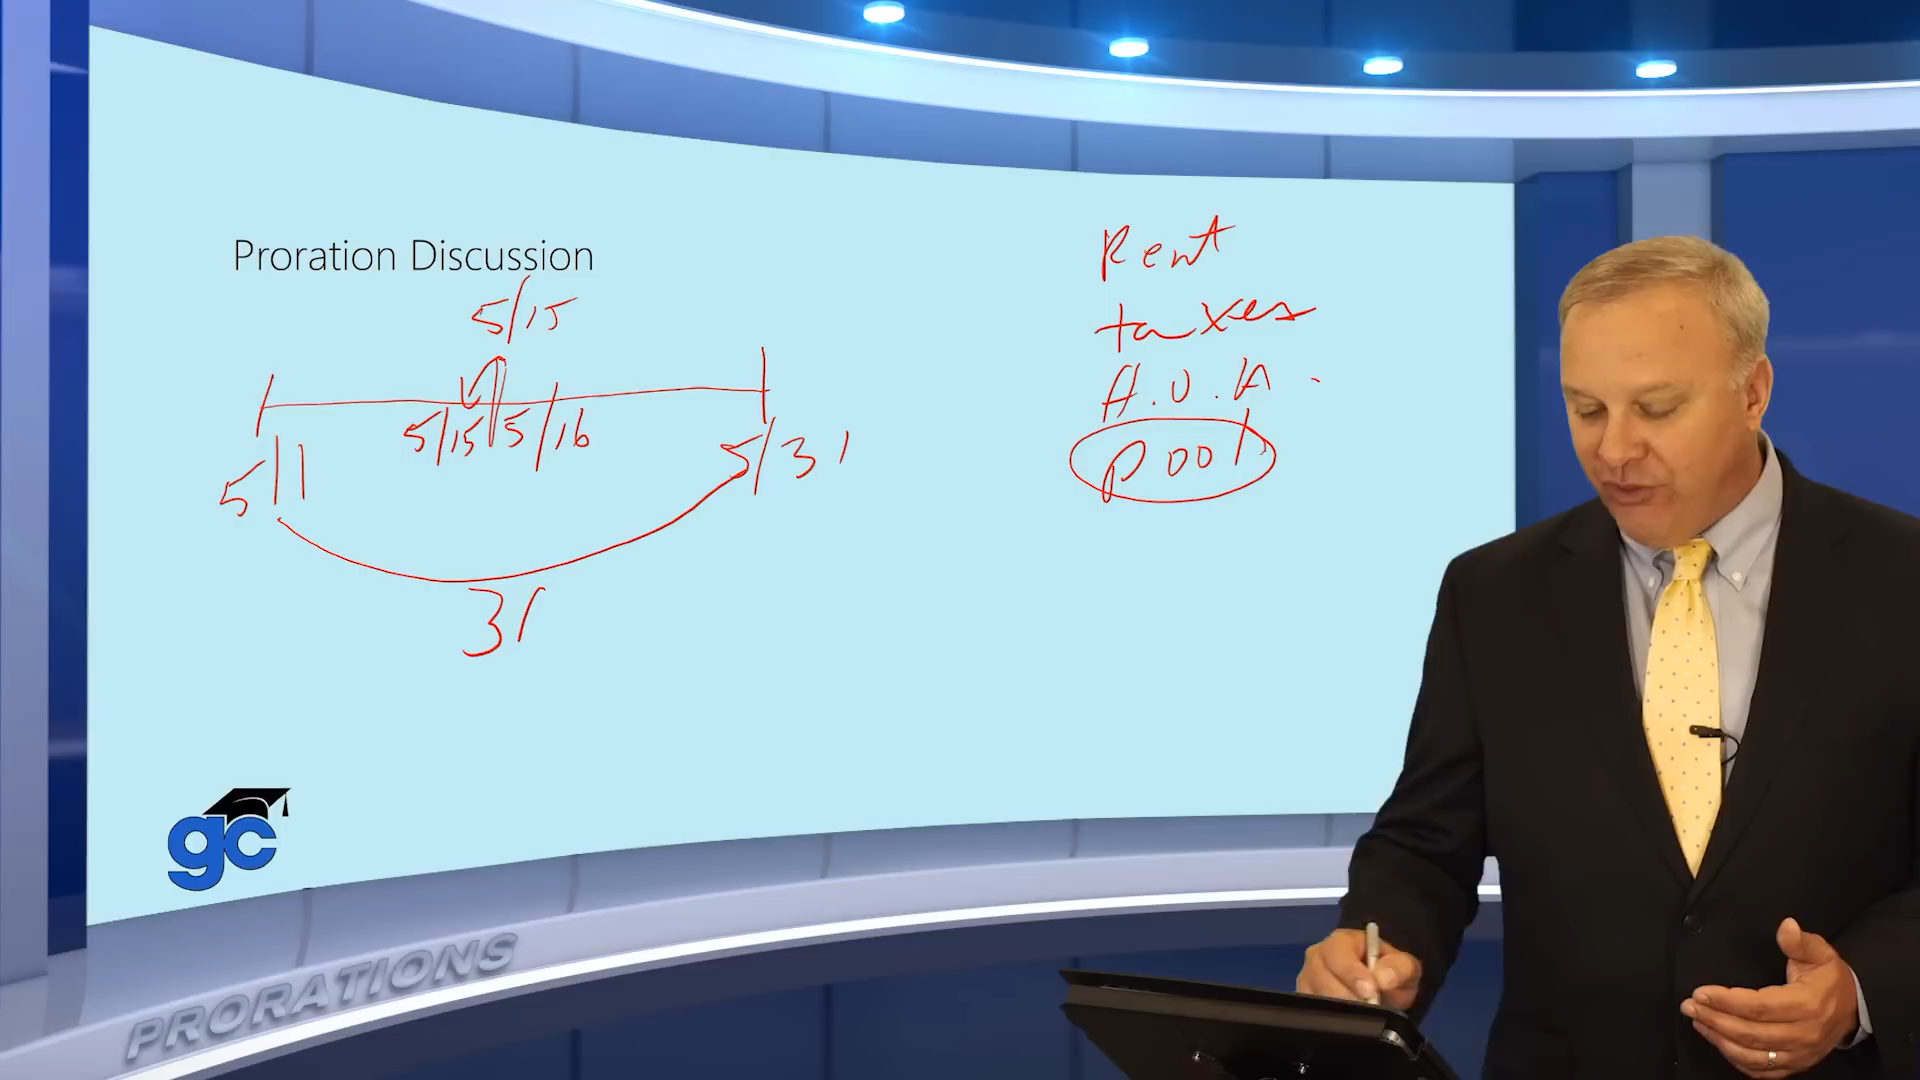 Proration Discussion
5/15
5/15 5/16
5/1
5/31
31
Rent
taxes
H.O.A.
pool
gc
PRORATIONS